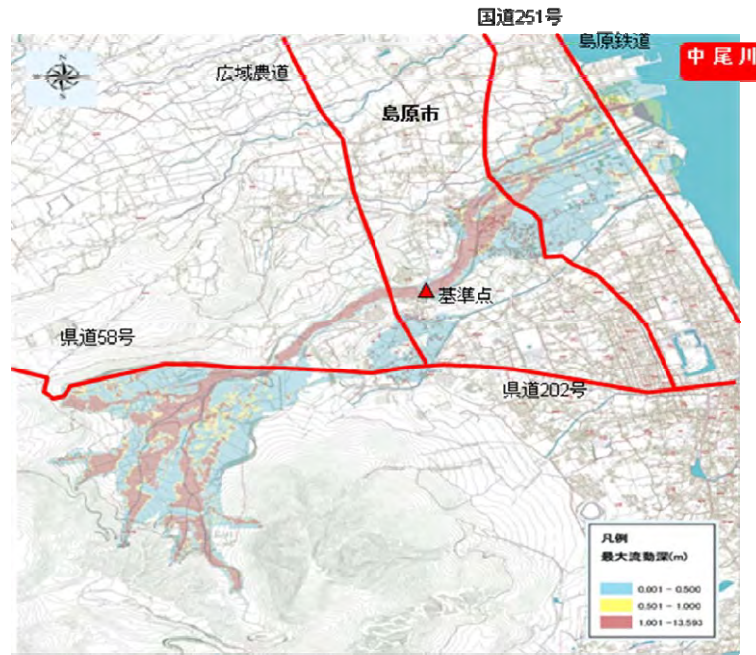 国道251号
島原鉄道
中尾川
広域農道
島原市
基準点
県道58号
県道202号
凡例
最大流動深(m)
0.001 - 0.500
0.501 - 1.000
1.001 - 13.593